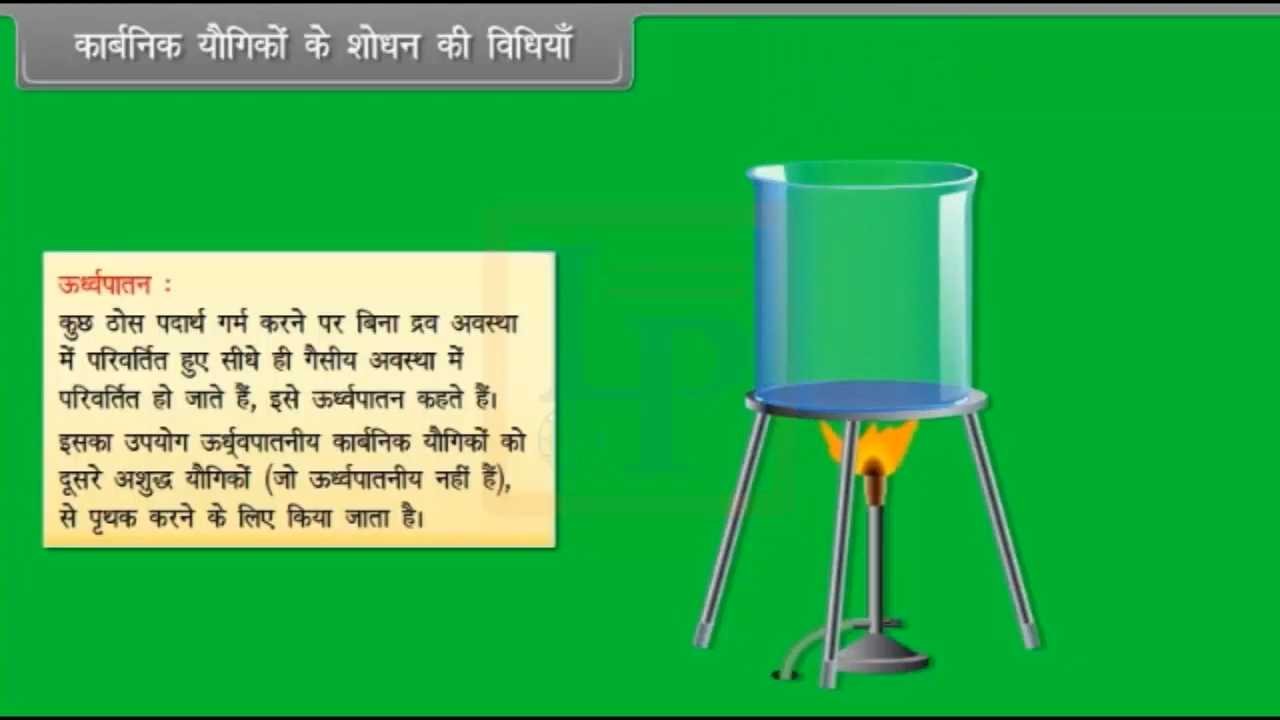 कार्बनिक यौगिकों के शोधन की विधियाँ
ऊर्ध्वपातन :
कुछ ठोस पदार्थ गर्म करने पर बिना द्रव अवस्था
में परिवर्तित हुए सीधे ही गैसीय अवस्था में
परिवर्तित हो जाते हैं, इसे ऊर्ध्वपातन कहते हैं।
इसका उपयोग ऊर्ध्वपातनीय कार्बनिक यौगिकों को
दूसरे अशुद्ध यौगिकों (जो ऊर्ध्वपातनीय नहीं हैं),
से पृथक करने के लिए किया जाता है।